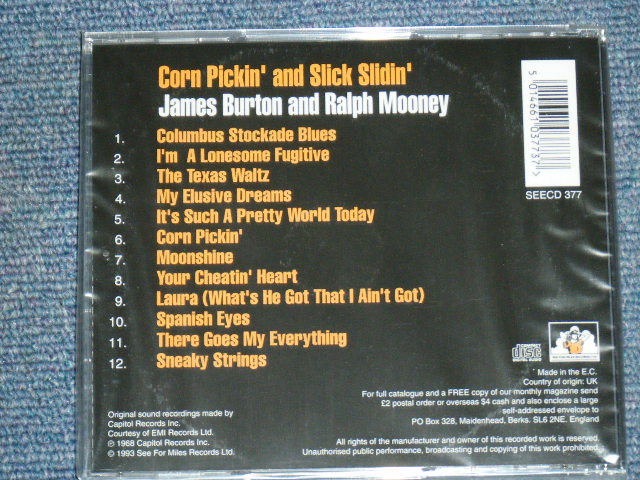 Corn Pickin' and Slick Slidin'
James Burton and Ralph Mooney
1. Columbus Stockade Blues
2. I'm A Lonesome Fugitive
3. The Texas Waltz
4. My Elusive Dreams
5. It's Such A Pretty World Today
6. Corn Pickin'
7. Moonshine
8. Your Cheatin' Heart
9. Laura (What's He Got That I Ain't Got)
10. Spanish Eyes
11. There Goes My Everything
12. Sneaky Strings
5 014661 037737 >
SEECD 377
COMPACT
disc
DIGITAL AUDIO
Made in the E.C.
Country of origin: UK
For full catalogue and a FREE copy of our monthly magazine send
£2 postal order or overseas $4 cash and also enclose a large
self-addressed envelope to
PO Box 328, Maidenhead, Berks. SL6 2NE. England
Original sound recordings made by
Capitol Records Inc.
Courtesy of EMI Records Ltd.
℗ 1968 Capitol Records Inc.
© 1993 See For Miles Records Ltd.
All rights of the manufacturer and owner of this recorded work is reserved.
Unauthorised public performance, broadcasting and copying of this work prohibited.